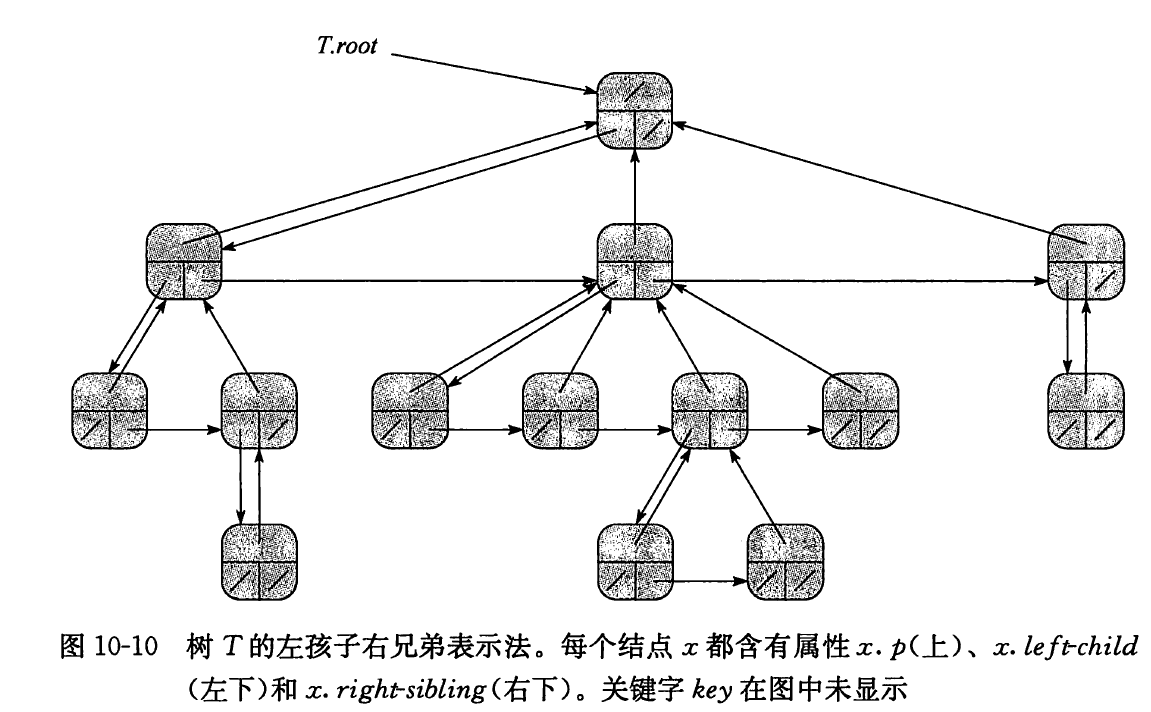 T.root
图 10-10 树 T 的左孩子右兄弟表示法。每个结点 x 都含有属性 x. p(上)、x. left-child
(左下)和 x. right-sibling(右下)。关键字 key 在图中未显示